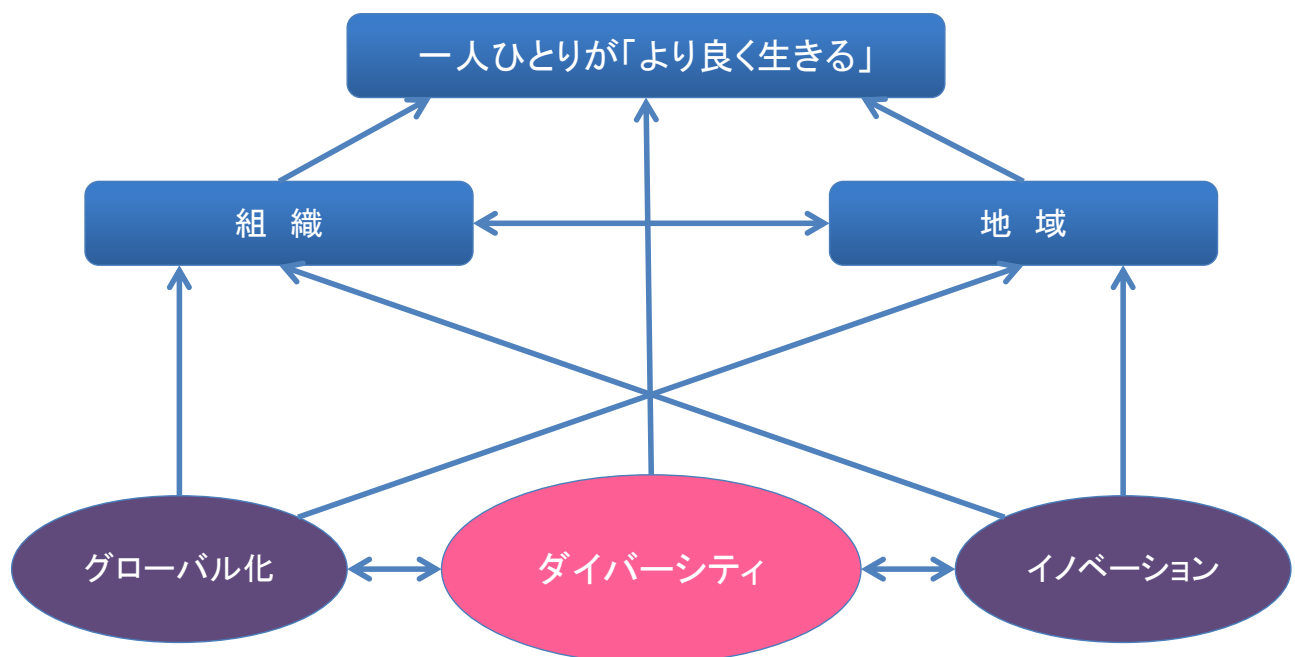 一人ひとりが「より良く生きる」
組　織
地　域
グローバル化
ダイバーシティ
イノベーション